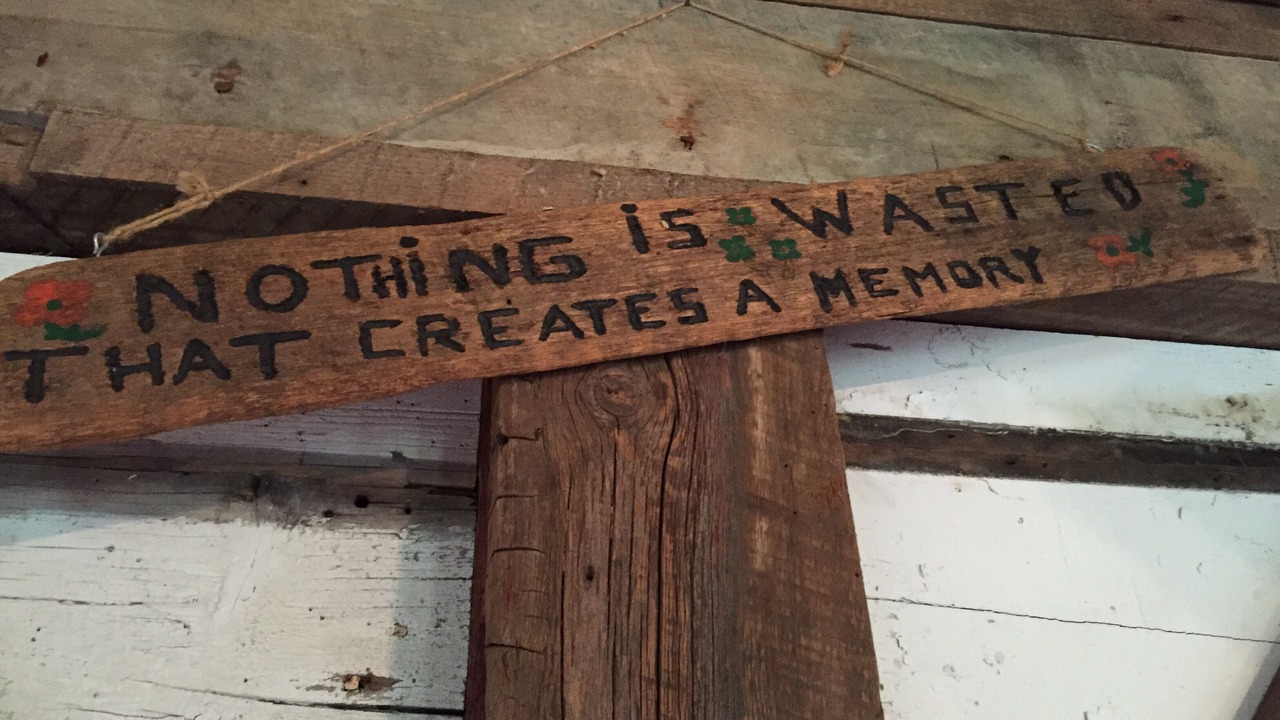 NOTHiNG iS WASTED
THAT CREATES A MEMORY